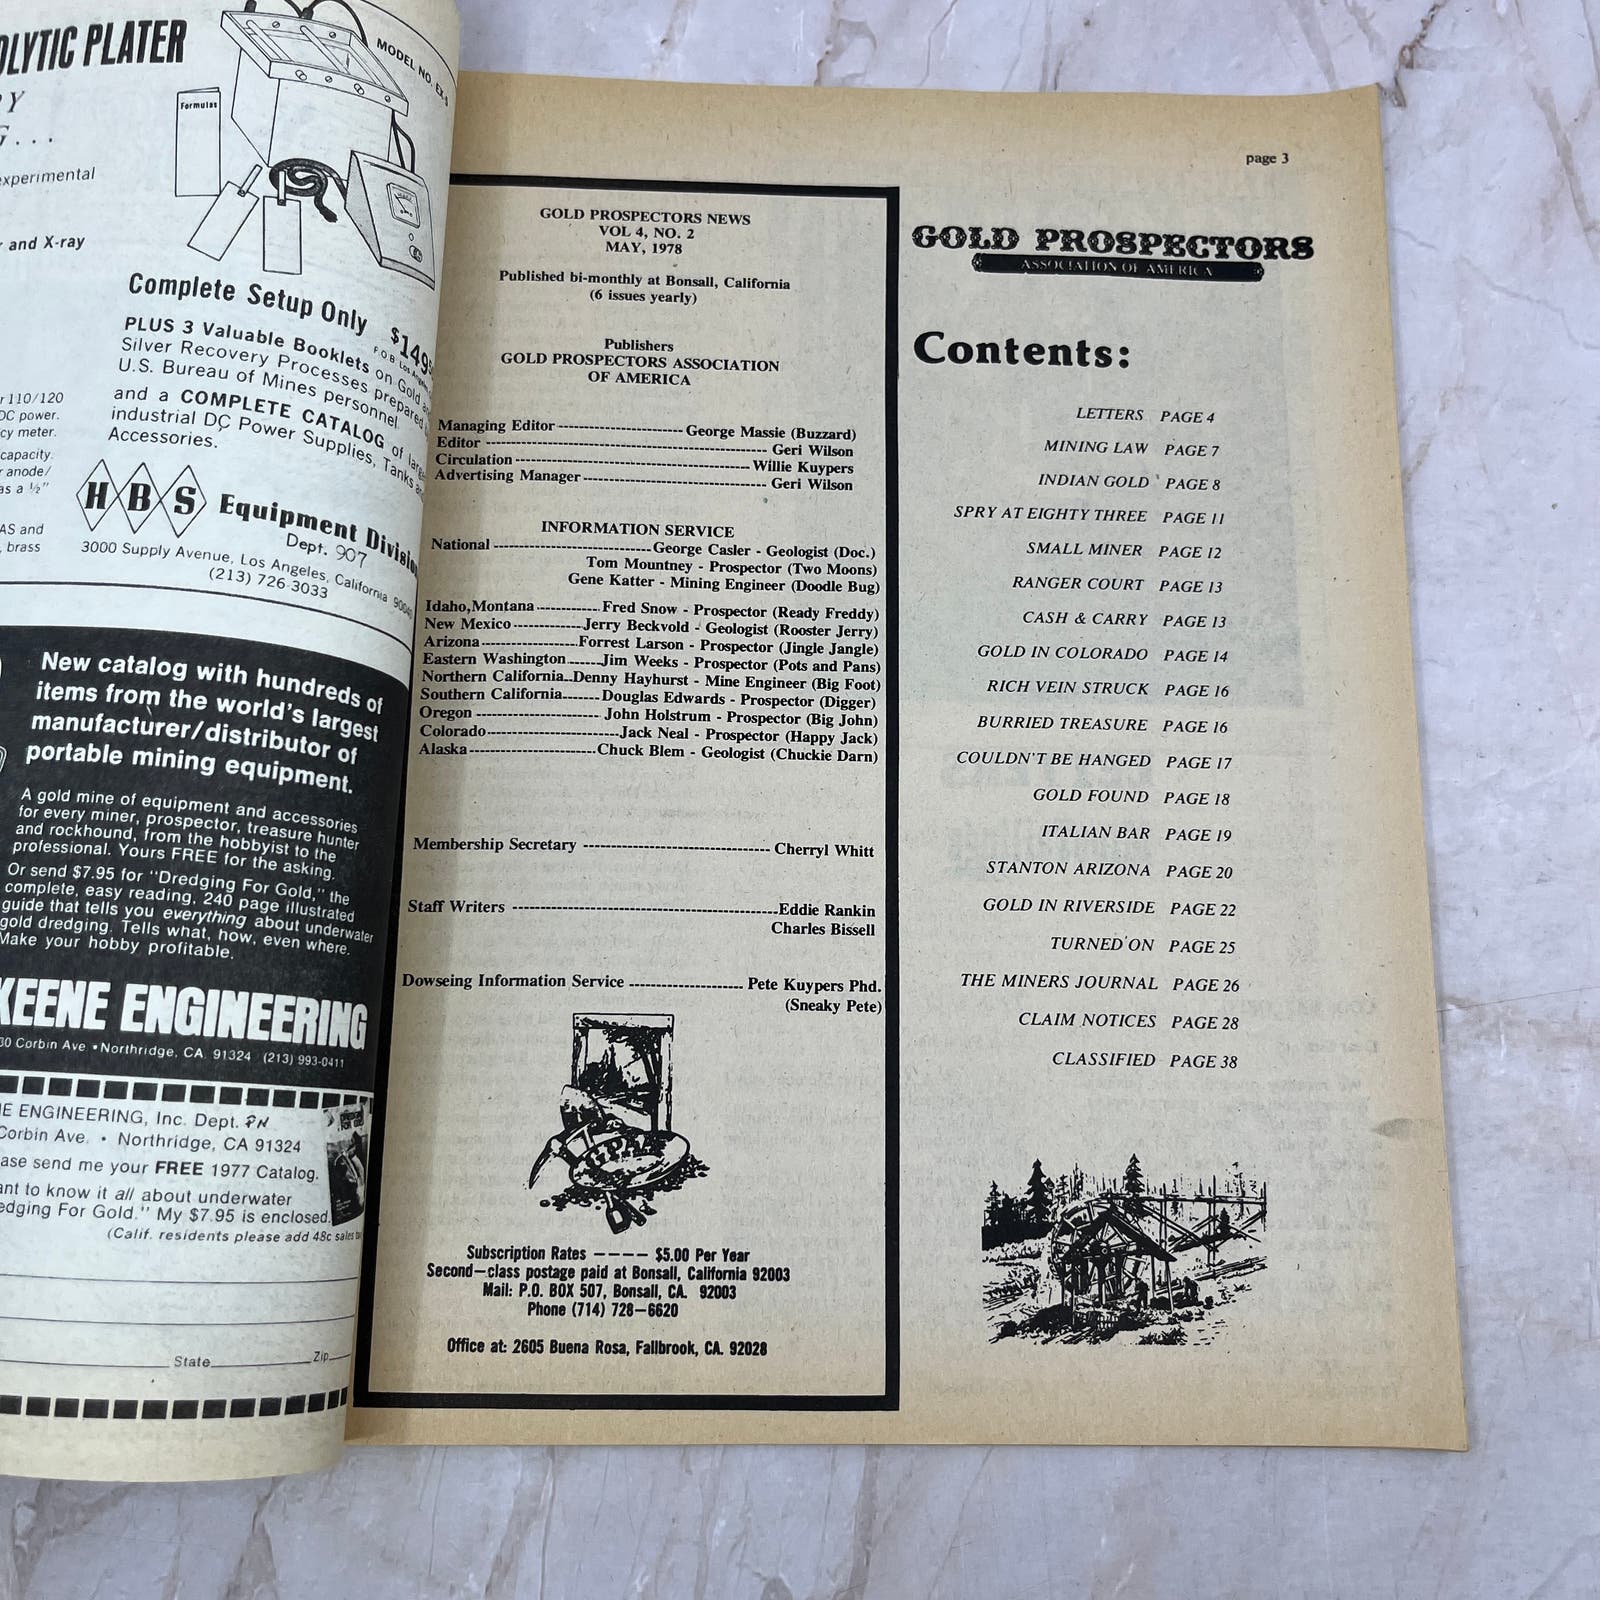 OLYTIC PLATER
MODEL NO. EX-9
Formulas
experimental
r and X-ray
Complete Setup Only
PLUS 3 Valuable Booklets on Gold
Silver Recovery Processes prepared
U.S. Bureau of Mines personnel.
and a COMPLETE CATALOG of
industrial DC Power Supplies, Tanks
Accessories.
r 110/120
DC power.
cy meter.
capacity.
r anode/
as a ½"
AS and
, brass
HBS Equipment Division
Dept. 907
3000 Supply Avenue, Los Angeles, California
(213) 726-3033
New catalog with hundreds of
items from the world's largest
manufacturer/distributor of
portable mining equipment.
A gold mine of equipment and accessories
for every miner, prospector, treasure hunter
and rockhound, from the hobbyist to the
professional. Yours FREE for the asking.
Or send $7.95 for "Dredging For Gold," the
complete, easy reading, 240 page illustrated
guide that tells you everything about underwater
gold dredging. Tells what, how, even where.
Make your hobby profitable.
KEENE ENGINEERING
30 Corbin Ave • Northridge, CA. 91324 (213) 993-0411
E ENGINEERING, Inc. Dept. PN
Corbin Ave. • Northridge, CA 91324
ase send me your FREE 1977 Catalog.
ant to know it all about underwater
edging For Gold." My $7.95 is enclosed.
(Calif. residents please add 48c sales
State Zip
page 3
GOLD PROSPECTORS NEWS
VOL 4, NO. 2
MAY, 1978
Published bi-monthly at Bonsall, California
(6 issues yearly)
Publishers
GOLD PROSPECTORS ASSOCIATION
OF AMERICA
Managing Editor ---------- George Massie (Buzzard)
Editor ---------- Geri Wilson
Circulation ---------- Willie Kuypers
Advertising Manager ---------- Geri Wilson
INFORMATION SERVICE
National ---------- George Casler - Geologist (Doc.)
Tom Mountney - Prospector (Two Moons)
Gene Katter - Mining Engineer (Doodle Bug)
Idaho,Montana ---------- Fred Snow - Prospector (Ready Freddy)
New Mexico ---------- Jerry Beckvold - Geologist (Rooster Jerry)
Arizona ---------- Forrest Larson - Prospector (Jingle Jangle)
Eastern Washington ------- Jim Weeks - Prospector (Pots and Pans)
Northern California -- Denny Hayhurst - Mine Engineer (Big Foot)
Southern California ------- Douglas Edwards - Prospector (Digger)
Oregon ---------- John Holstrum - Prospector (Big John)
Colorado ---------- Jack Neal - Prospector (Happy Jack)
Alaska ---------- Chuck Blem - Geologist (Chuckie Darn)
Membership Secretary ---------- Cherryl Whitt
Staff Writers ---------- Eddie Rankin
Charles Bissell
Dowseing Information Service ---------- Pete Kuypers Phd.
(Sneaky Pete)
GPAA
Subscription Rates ---- $5.00 Per Year
Second-class postage paid at Bonsall, California 92003
Mail: P.O. BOX 507, Bonsall, CA. 92003
Phone (714) 728-6620
Office at: 2605 Buena Rosa, Fallbrook, CA. 92028
GOLD PROSPECTORS
ASSOCIATION OF AMERICA
Contents:
LETTERS PAGE 4
MINING LAW PAGE 7
INDIAN GOLD PAGE 8
SPRY AT EIGHTY THREE PAGE 11
SMALL MINER PAGE 12
RANGER COURT PAGE 13
CASH & CARRY PAGE 13
GOLD IN COLORADO PAGE 14
RICH VEIN STRUCK PAGE 16
BURRIED TREASURE PAGE 16
COULDN'T BE HANGED PAGE 17
GOLD FOUND PAGE 18
ITALIAN BAR PAGE 19
STANTON ARIZONA PAGE 20
GOLD IN RIVERSIDE PAGE 22
TURNED ON PAGE 25
THE MINERS JOURNAL PAGE 26
CLAIM NOTICES PAGE 28
CLASSIFIED PAGE 38